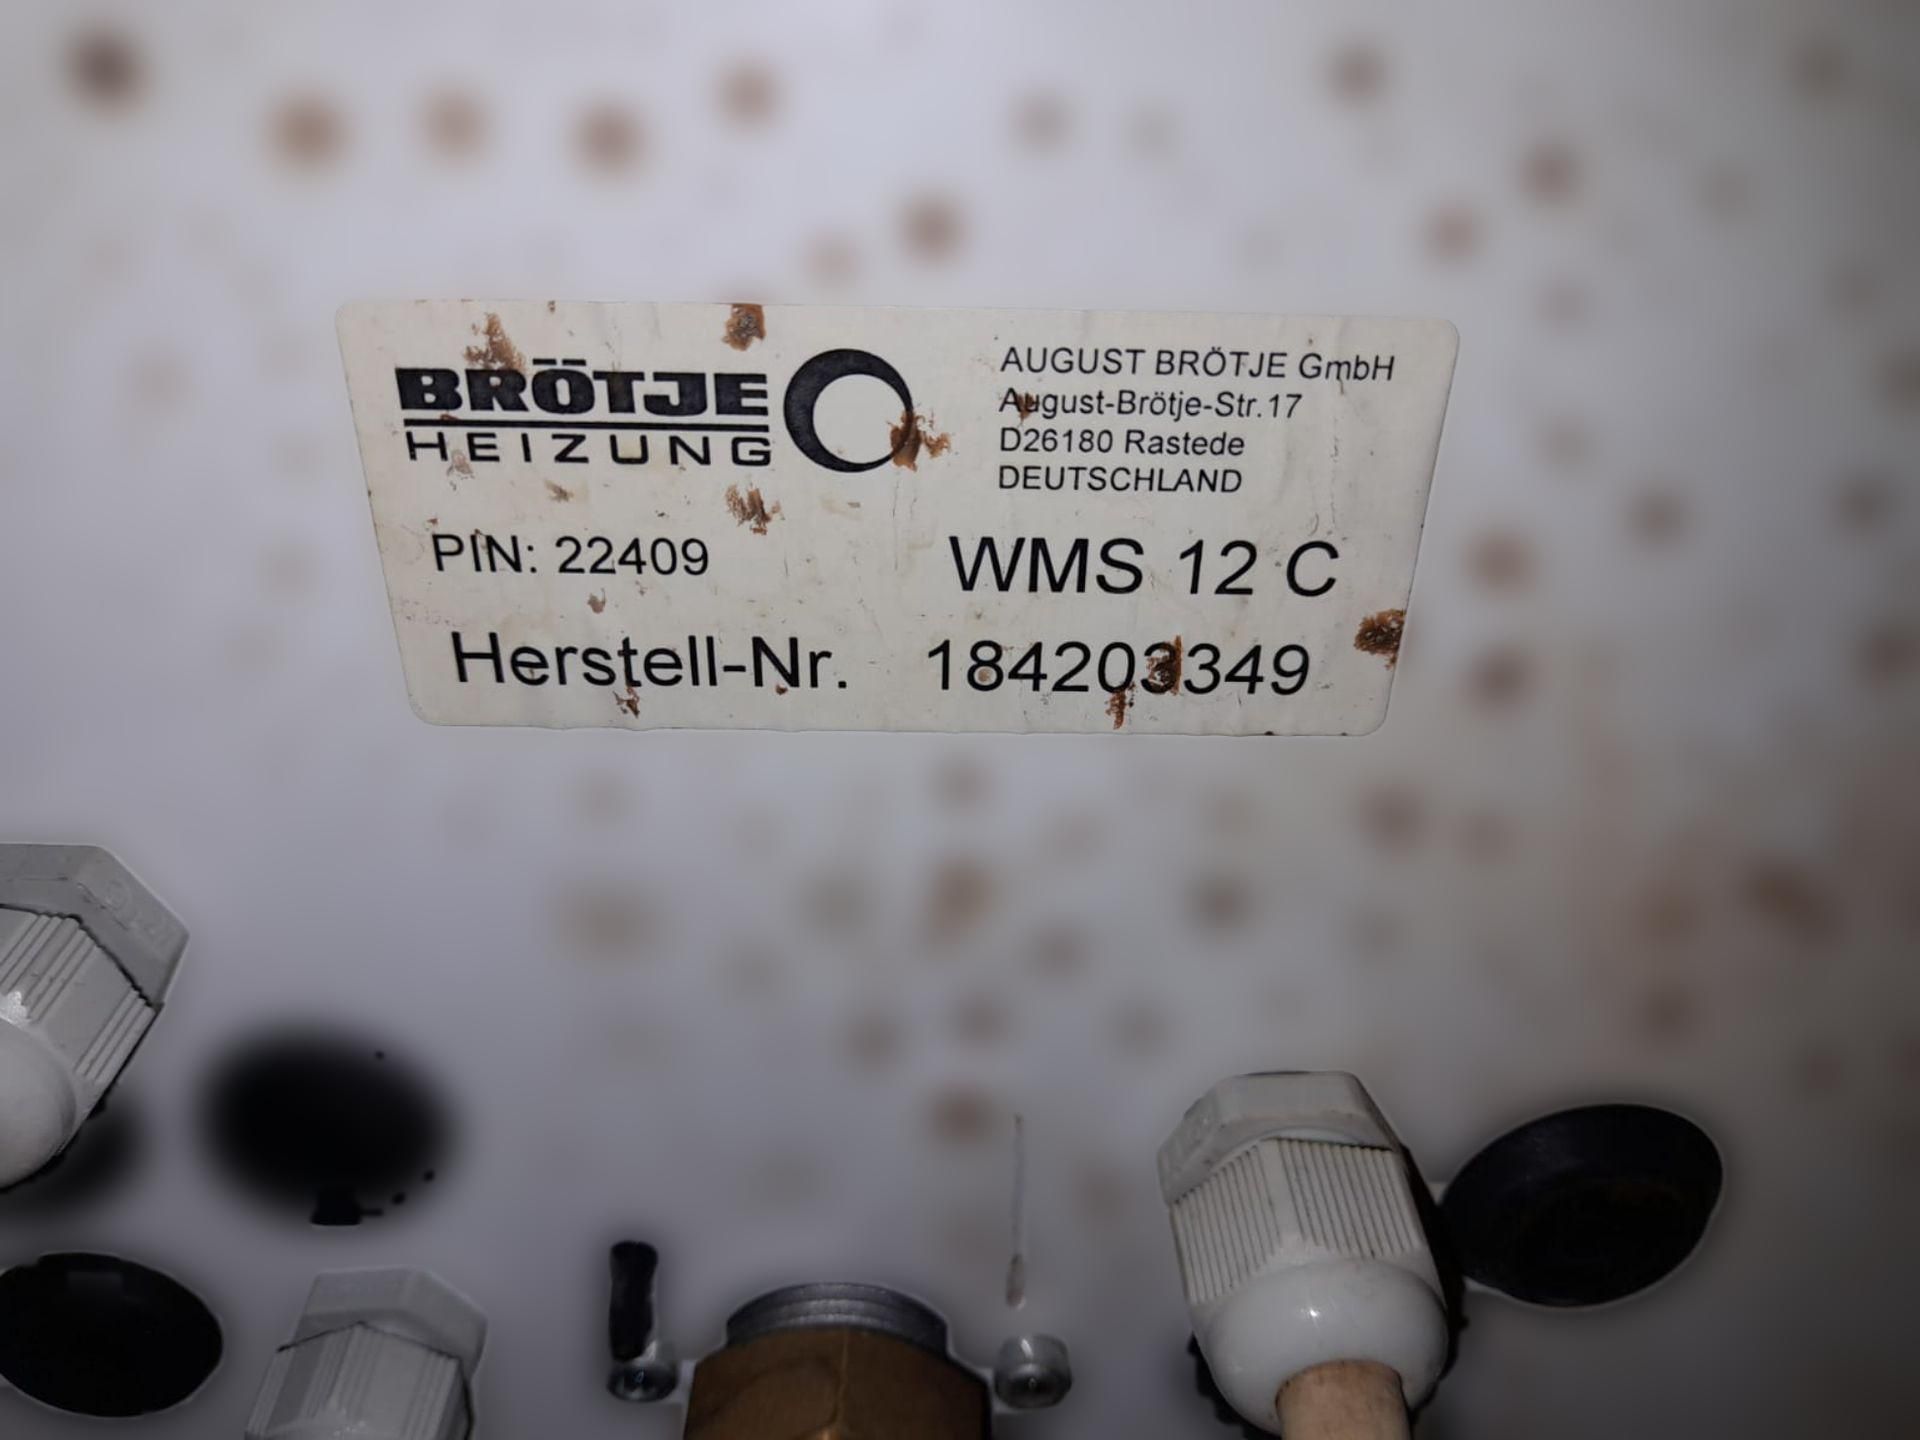 BRÖTJE
HEIZUNG
AUGUST BRÖTJE GmbH
August-Brötje-Str.17
D26180 Rastede
DEUTSCHLAND
PIN: 22409
WMS 12 C
Herstell-Nr. 184203349